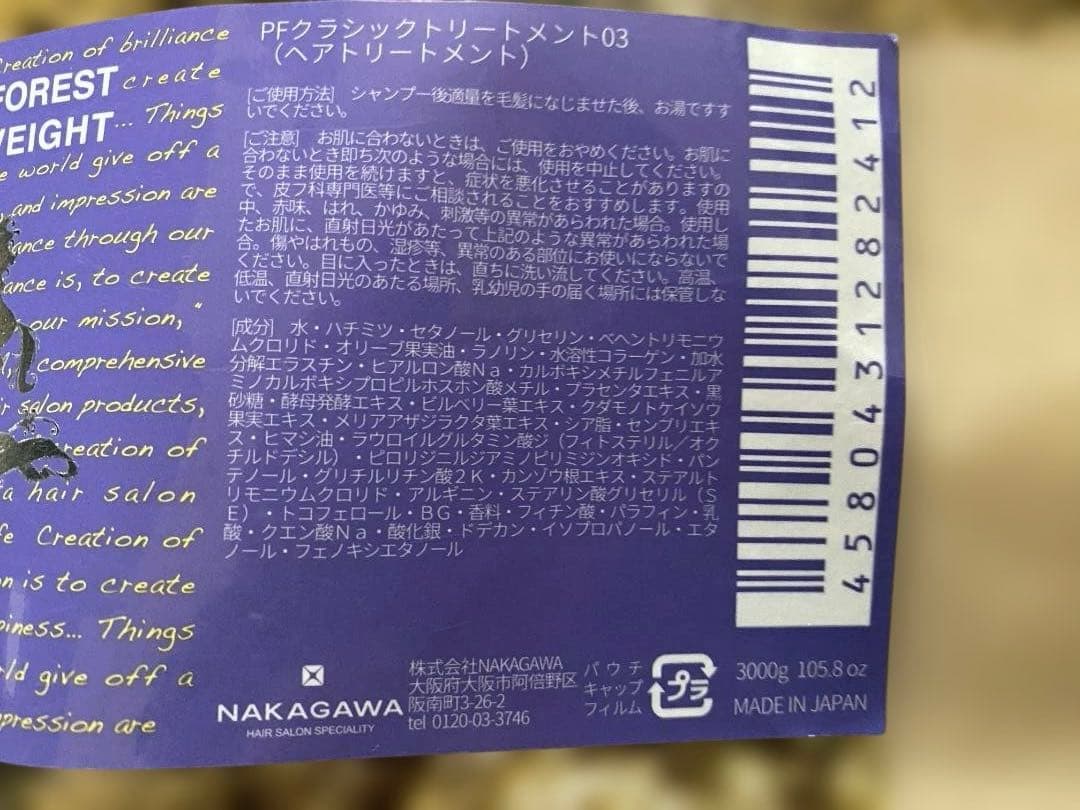 creation of brilliance
FOREST create
EIGHT... Things
world give off a
and impression are
through our
is, to create
our mission,"
comprehensive
salon products,
creation of
a hair salon
Creation of
is to create
Things
give off a
are
PFクラシックトリートメント03
(ヘアトリートメント)
[ご使用方法] シャンプー後適量を毛髪になじませた後、お湯ですす
いでください。
[ご注意] お肌に合わないときは、ご使用をおやめください。お肌に
合わないとき即ち次のような場合には、使用を中止してください。
そのまま使用を続けますと、症状を悪化させることがありますの
で、皮フ科専門医等にご相談されることをおすすめします。使用
中、赤味、はれ、かゆみ、刺激等の異常があらわれた場合。使用し
たお肌に、直射日光があたって上記のような異常があらわれた場
合。傷やはれもの、湿疹等、異常のある部位にお使いにならないで
ください。目に入ったときは、直ちに洗い流してください。高温、
低温、直射日光のあたる場所、乳幼児の手の届く場所には保管しな
いでください。
[成分] 水・ハチミツ・セタノール・グリセリン・ベヘントリモニウ
ムクロリド・オリーブ果実油・ラノリン・水溶性コラーゲン・加水
分解エラスチン・ヒアルロン酸Ｎａ・カルボキシメチルフェニルア
ミノカルボキシプロピルホスホン酸メチル・プラセンタエキス・黒
砂糖・酵母発酵エキス・ビルベリー葉エキス・クダモノトケイソウ
果実エキス・メリアアザジラクタ葉エキス・シア脂・センブリエキ
ス・ヒマシ油・ラウロイルグルタミン酸ジ（フィトステリル／オク
チルドデシル）・ピロリジニルジアミノピリミジンオキシド・パン
テノール・グリチルリチン酸２Ｋ・カンゾウ根エキス・ステアルト
リモニウムクロリド・アルギニン・ステアリン酸グリセリル（Ｓ
Ｅ）・トコフェロール・ＢＧ・香料・フィチン酸・パラフィン・乳
酸・クエン酸Ｎａ・酸化銀・ドデカン・イソプロパノール・エタ
ノール・フェノキシエタノール
NAKAGAWA
HAIR SALON SPECIALITY
株式会社NAKAGAWA
大阪府大阪市阿倍野区
阪南町3-26-2
tel 0120-03-3746
パウチ
キャップ
フィルム
プラ
3000g 105.8 oz
MADE IN JAPAN
4580431282412